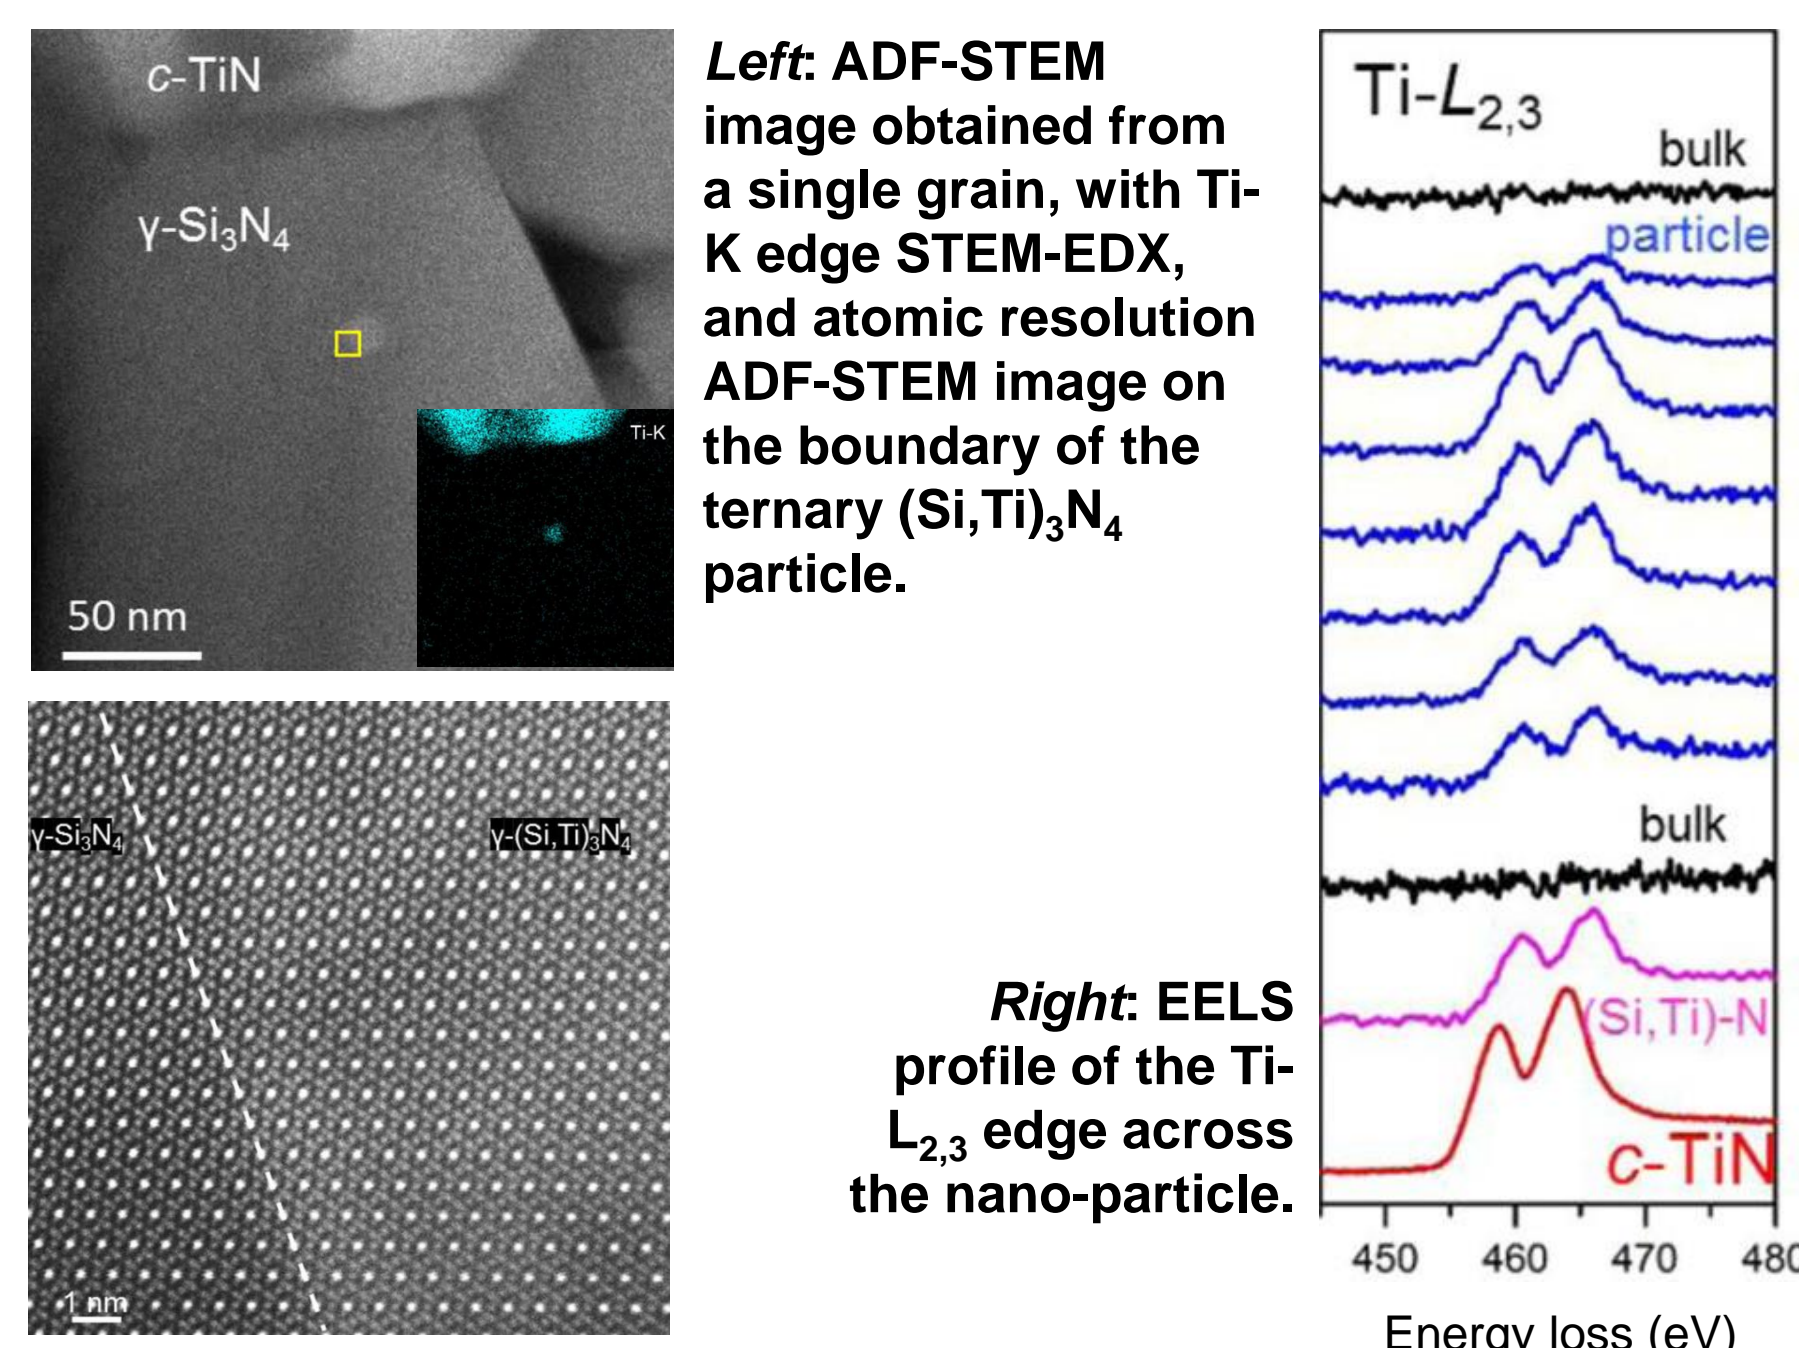 c-TiN
γ-Si₃N₄
Ti-K
50 nm
Left: ADF-STEM
image obtained from
a single grain, with Ti-
K edge STEM-EDX,
and atomic resolution
ADF-STEM image on
the boundary of the
ternary (Si,Ti)₃N₄
particle.
γ-Si₃N₄
γ-(Si,Ti)₃N₄
1 nm
Right: EELS
profile of the Ti-
L₂,₃ edge across
the nano-particle.
Ti-L₂,₃
bulk
particle
bulk
(Si,Ti)-N
c-TiN
450 460 470 480
Energy loss (eV)